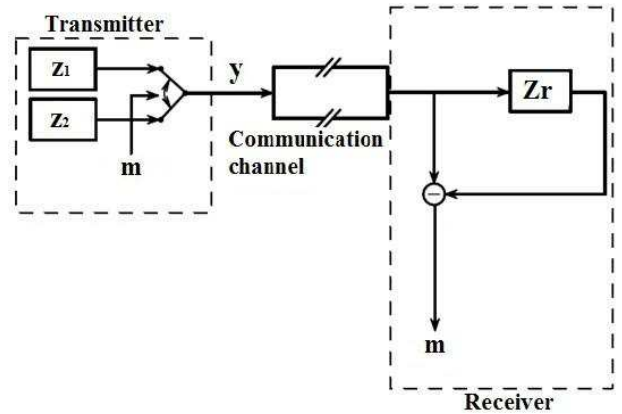 Transmitter
Z1
Z2
m
y
Communication
channel
Zr
m
Receiver